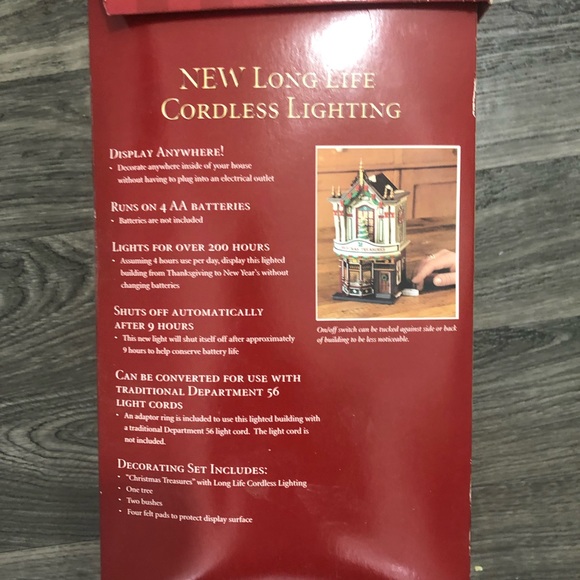 NEW LONG LIFE
CORDLESS LIGHTING
DISPLAY ANYWHERE!
• Decorate anywhere inside of your house
without having to plug into an electrical outlet
RUNS ON 4 AA BATTERIES
• Batteries are not included
LIGHTS FOR OVER 200 HOURS
• Assuming 4 hours use per day, display this lighted
building from Thanksgiving to New Year's without
changing batteries
SHUTS OFF AUTOMATICALLY
AFTER 9 HOURS
• This new light will shut itself off after approximately
9 hours to help conserve battery life
CAN BE CONVERTED FOR USE WITH
TRADITIONAL DEPARTMENT 56
LIGHT CORDS
• An adaptor ring is included to use this lighted building with
a traditional Department 56 light cord. The light cord is
not included.
DECORATING SET INCLUDES:
• "Christmas Treasures" with Long Life Cordless Lighting
• One tree
• Two bushes
• Four felt pads to protect display surface
On/off switch can be tucked against side or back
of building to be less noticeable.